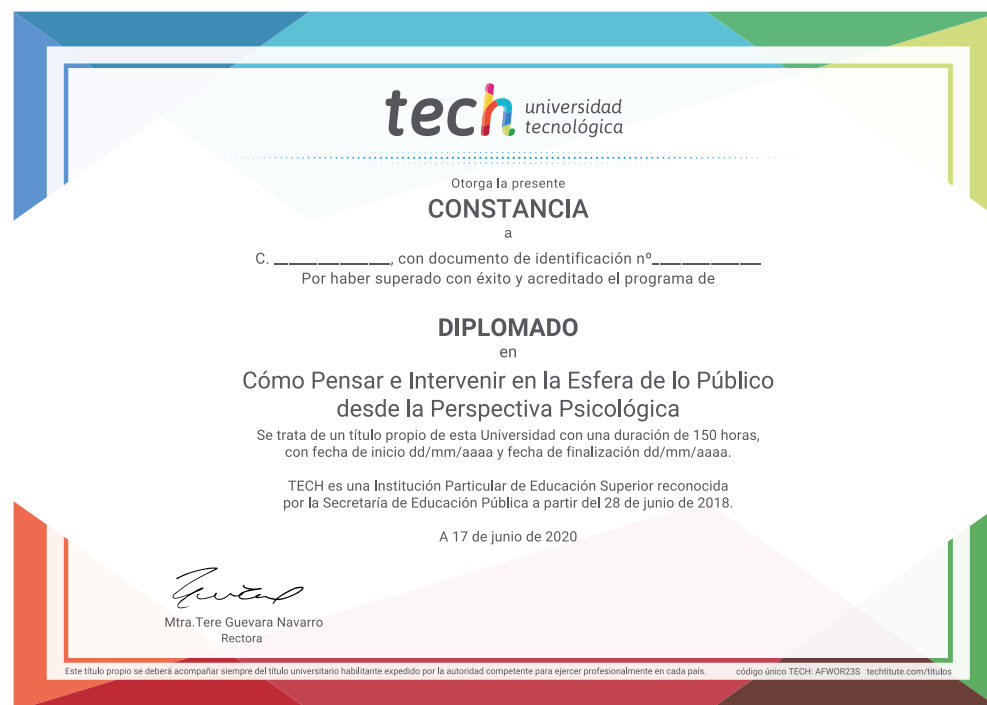 tech universidad
tecnológica
Otorga la presente
CONSTANCIA
a
C. ______________, con documento de identificación nº_____________
Por haber superado con éxito y acreditado el programa de
DIPLOMADO
en
Cómo Pensar e Intervenir en la Esfera de lo Público
desde la Perspectiva Psicológica
Se trata de un título propio de esta Universidad con una duración de 150 horas,
con fecha de inicio dd/mm/aaaa y fecha de finalización dd/mm/aaaa.
TECH es una Institución Particular de Educación Superior reconocida
por la Secretaría de Educación Pública a partir del 28 de junio de 2018.
A 17 de junio de 2020
Mtra.Tere Guevara Navarro
Rectora
Este título propio se deberá acompañar siempre del título universitario habilitante expedido por la autoridad competente para ejercer profesionalmente en cada país. código único TECH: AFWOR23S techtitute.com/titulos